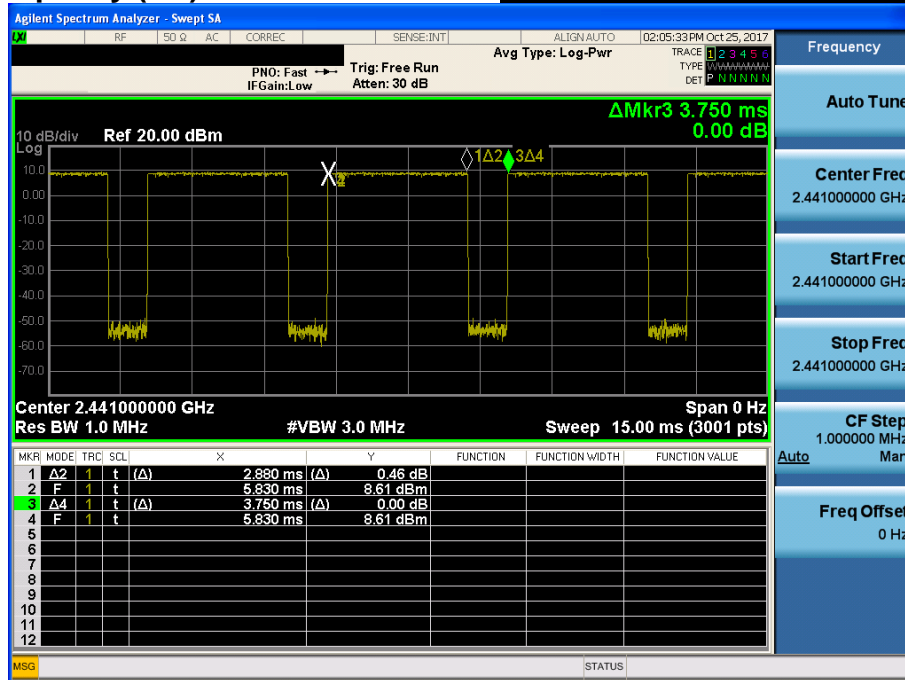 Agilent Spectrum Analyzer - Swept SA
LXI RF 50 Ω AC CORREC SENSE:INT ALIGN AUTO 02:05:33 PM Oct 25, 2017
Avg Type: Log-Pwr TRACE 1 2 3 4 5 6
PNO: Fast Trig: Free Run TYPE WWWWWW
IFGain:Low Atten: 30 dB DET P N N N N N
ΔMkr3 3.750 ms
0.00 dB
10 dB/div Ref 20.00 dBm
Log
10.0
0.00
-10.0
-20.0
-30.0
-40.0
-50.0
-60.0
-70.0
1Δ2 3Δ4
X 2
Center 2.441000000 GHz Span 0 Hz
Res BW 1.0 MHz #VBW 3.0 MHz Sweep 15.00 ms (3001 pts)
MKR MODE TRC SCL X Y FUNCTION FUNCTION WIDTH FUNCTION VALUE
1 Δ2 1 t (Δ) 2.880 ms (Δ) 0.46 dB
2 F 1 t 5.830 ms 8.61 dBm
3 Δ4 1 t (Δ) 3.750 ms (Δ) 0.00 dB
4 F 1 t 5.830 ms 8.61 dBm
5
6
7
8
9
10
11
12
MSG STATUS
Frequency
Auto Tune
Center Freq
2.441000000 GHz
Start Freq
2.441000000 GHz
Stop Freq
2.441000000 GHz
CF Step
1.000000 MHz
Auto Man
Freq Offset
0 Hz